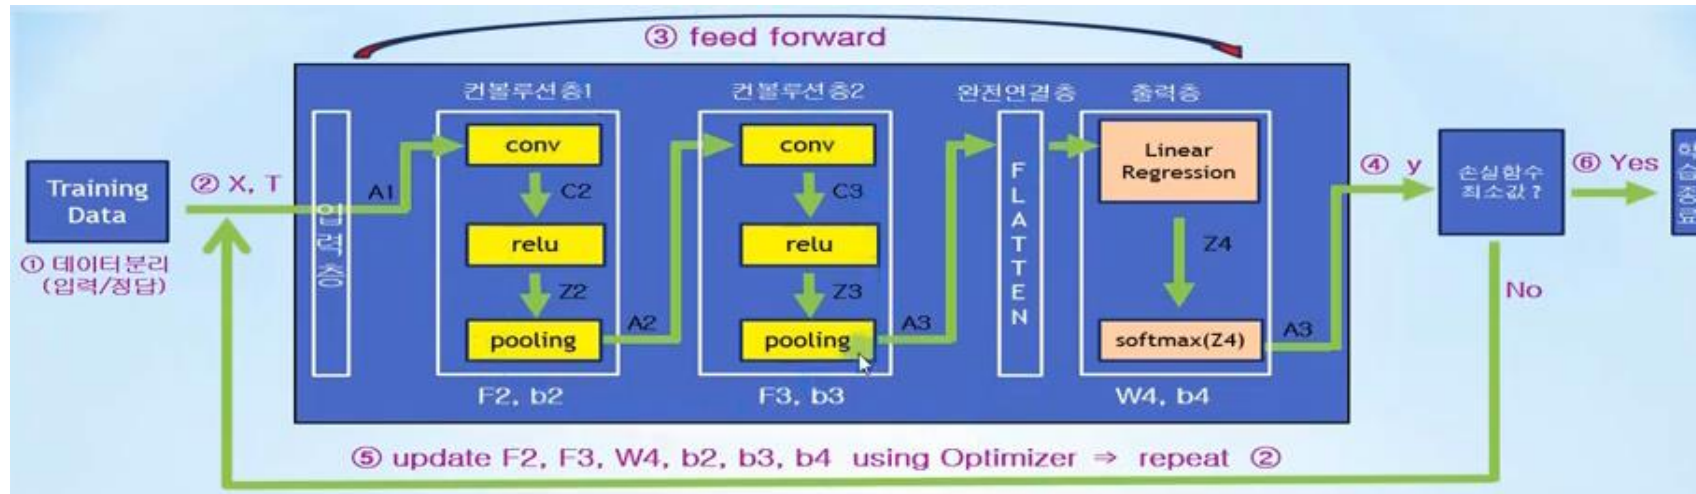 ③ feed forward
컨볼루션층1
컨볼루션층2
완전연결층
출력층
Training
Data
① 데이터분리
(입력/정답)
② X, T
입
력
층
A1
conv
C2
relu
Z2
pooling
F2, b2
A2
conv
C3
relu
Z3
pooling
F3, b3
A3
F
L
A
T
T
E
N
Linear
Regression
Z4
softmax(Z4)
W4, b4
A3
④ y
손실함수
최소값?
⑥ Yes
습
종
료
No
⑤ update F2, F3, W4, b2, b3, b4 using Optimizer ⇒ repeat ②